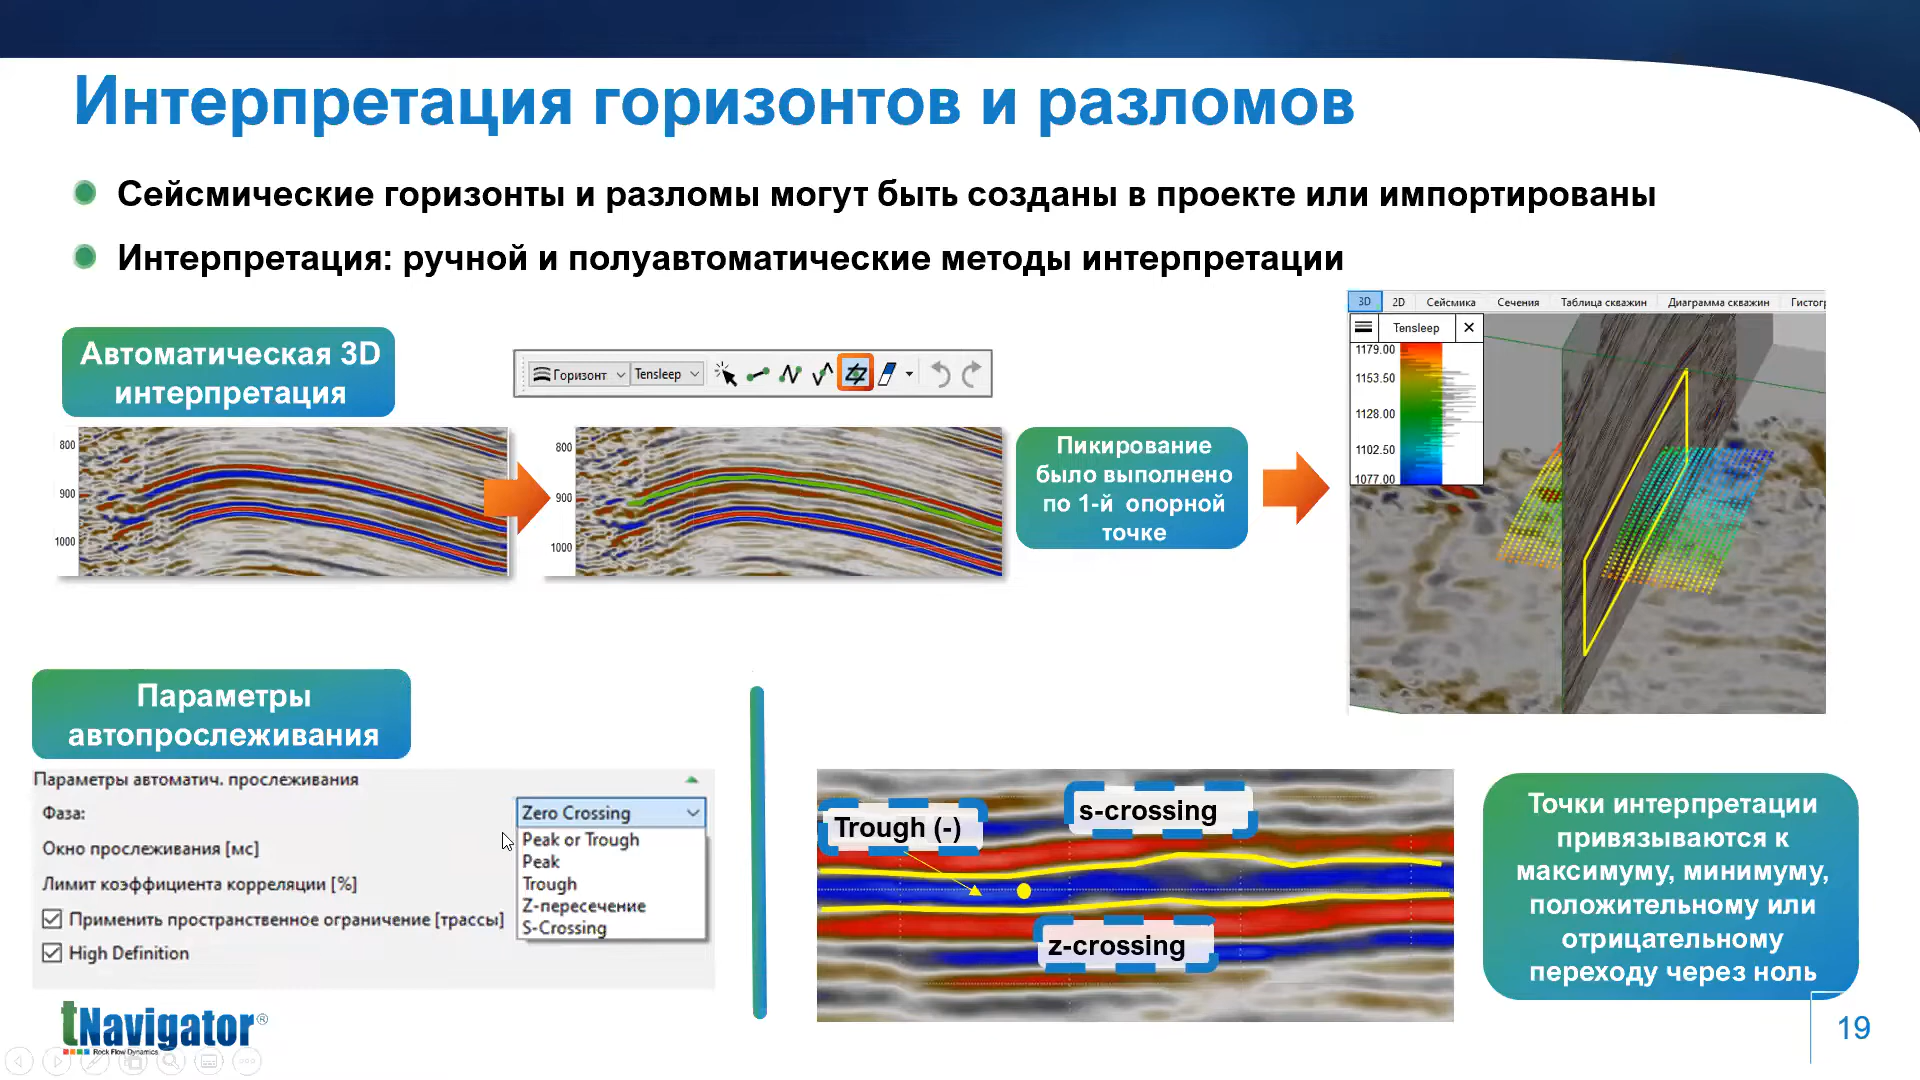 Интерпретация горизонтов и разломов
Сейсмические горизонты и разломы могут быть созданы в проекте или импортированы
Интерпретация: ручной и полуавтоматические методы интерпретации
Автоматическая 3D
интерпретация
Горизонт
Tensleep
800
900
1000
800
900
1000
Пикирование
было выполнено
по 1-й опорной
точке
3D 2D Сейсмика Сечения Таблица скважин Диаграмма скважин Гистогр
Tensleep
1179.00
1153.50
1128.00
1102.50
1077.00
Параметры
автопрослеживания
Параметры автоматич. прослеживания
Фаза:
Zero Crossing
Peak or Trough
Peak
Trough
Z-пересечение
S-Crossing
Окно прослеживания [мс]
Лимит коэффициента корреляции [%]
Применить пространственное ограничение [трассы]
High Definition
Trough (-)
s-crossing
z-crossing
Точки интерпретации
привязываются к
максимуму, минимуму,
положительному или
отрицательному
переходу через ноль
tNavigator®
Rock Flow Dynamics
19